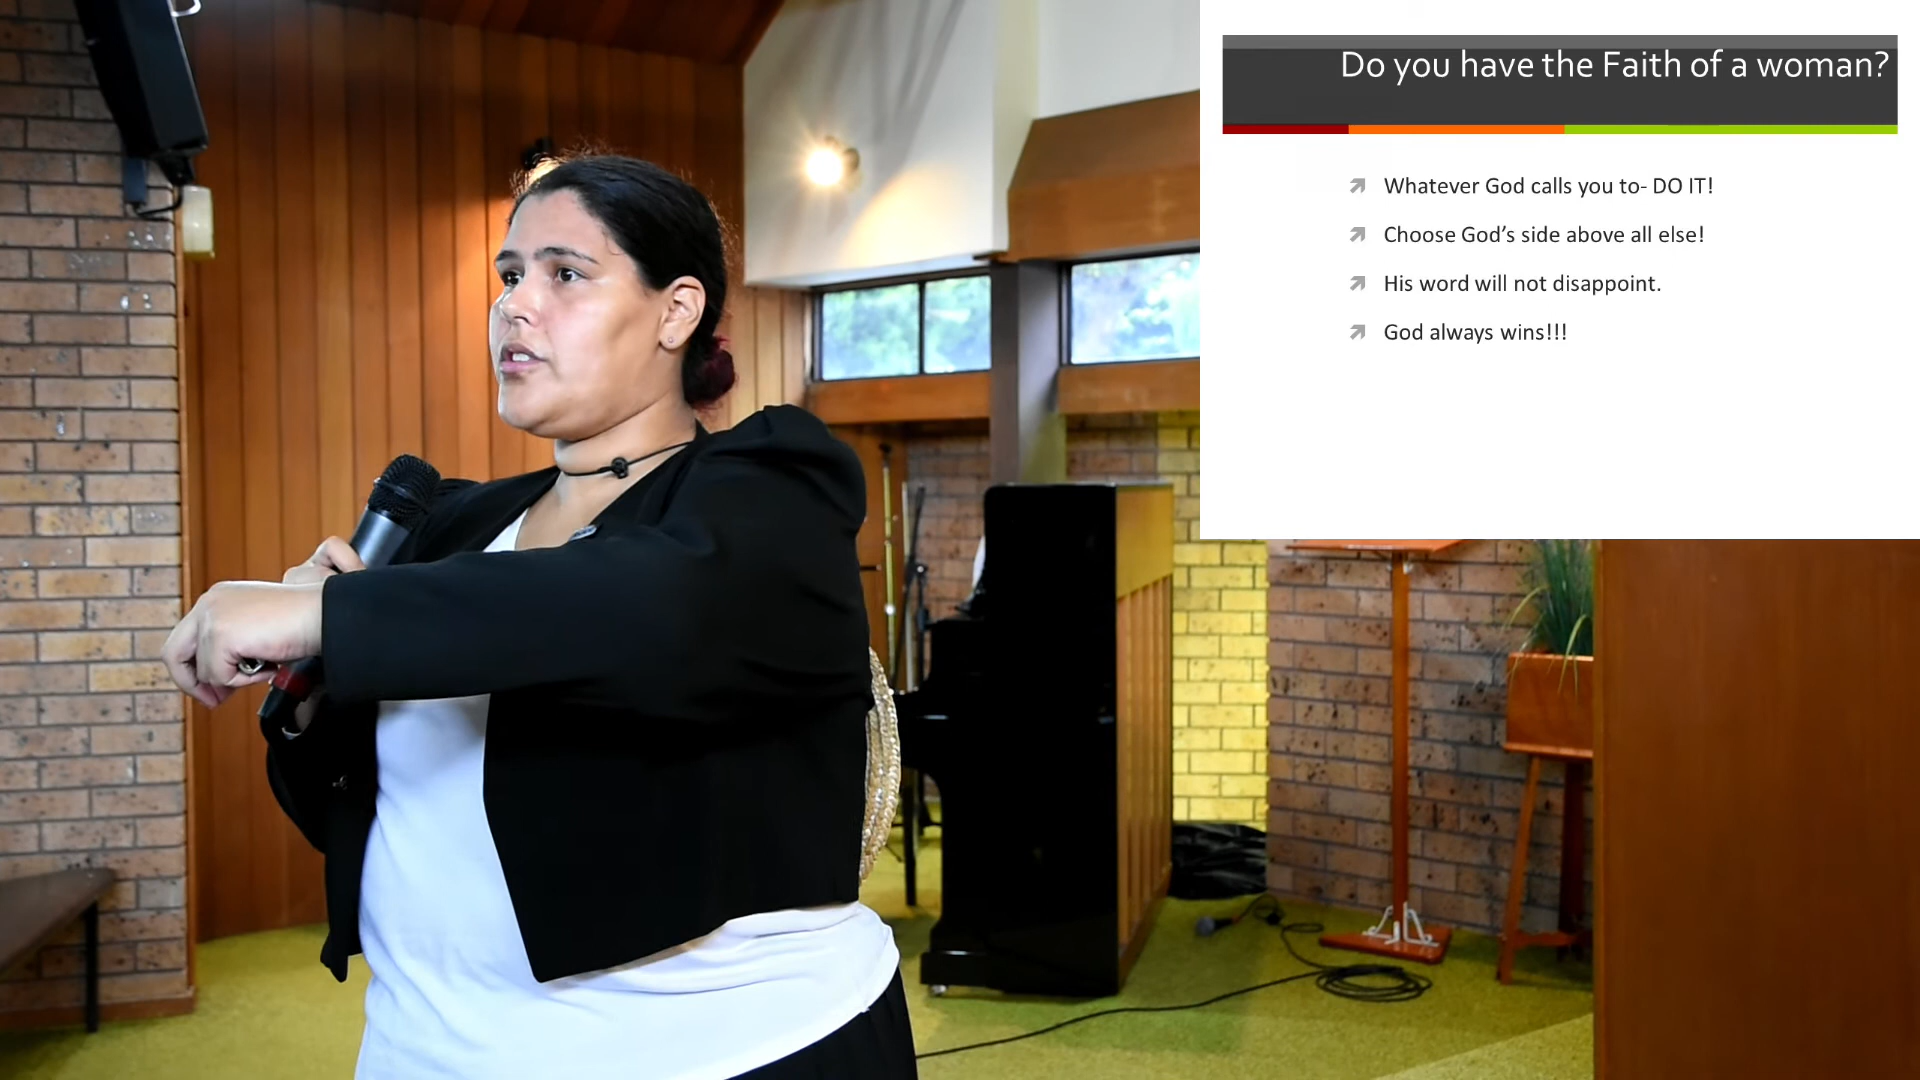 Do you have the Faith of a woman?
Whatever God calls you to- DO IT!
Choose God's side above all else!
His word will not disappoint.
God always wins!!!